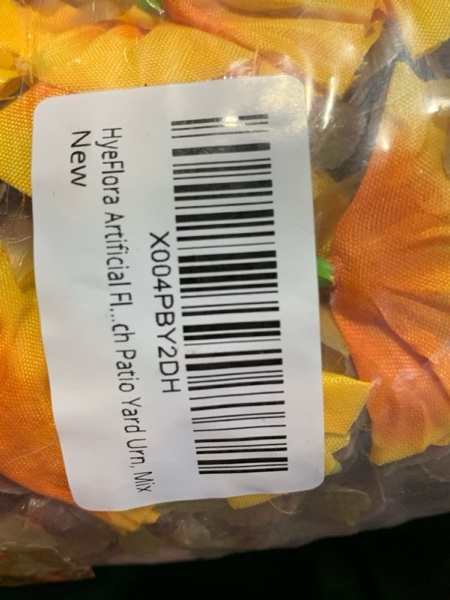 X004PBY2DH
HyeFlora Artificial Fl...ch Patio Yard Urn, Mix
New